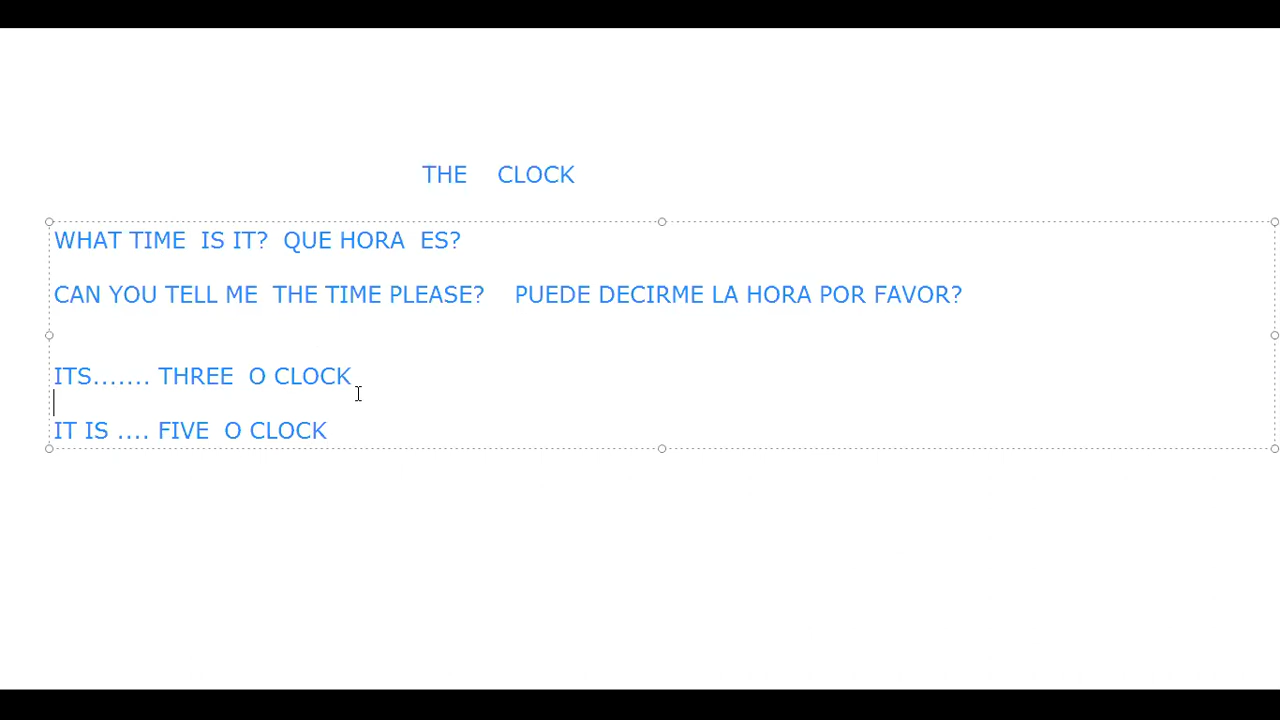 THE CLOCK
WHAT TIME IS IT? QUE HORA ES?
CAN YOU TELL ME THE TIME PLEASE? PUEDE DECIRME LA HORA POR FAVOR?
ITS....... THREE O CLOCK
IT IS .... FIVE O CLOCK